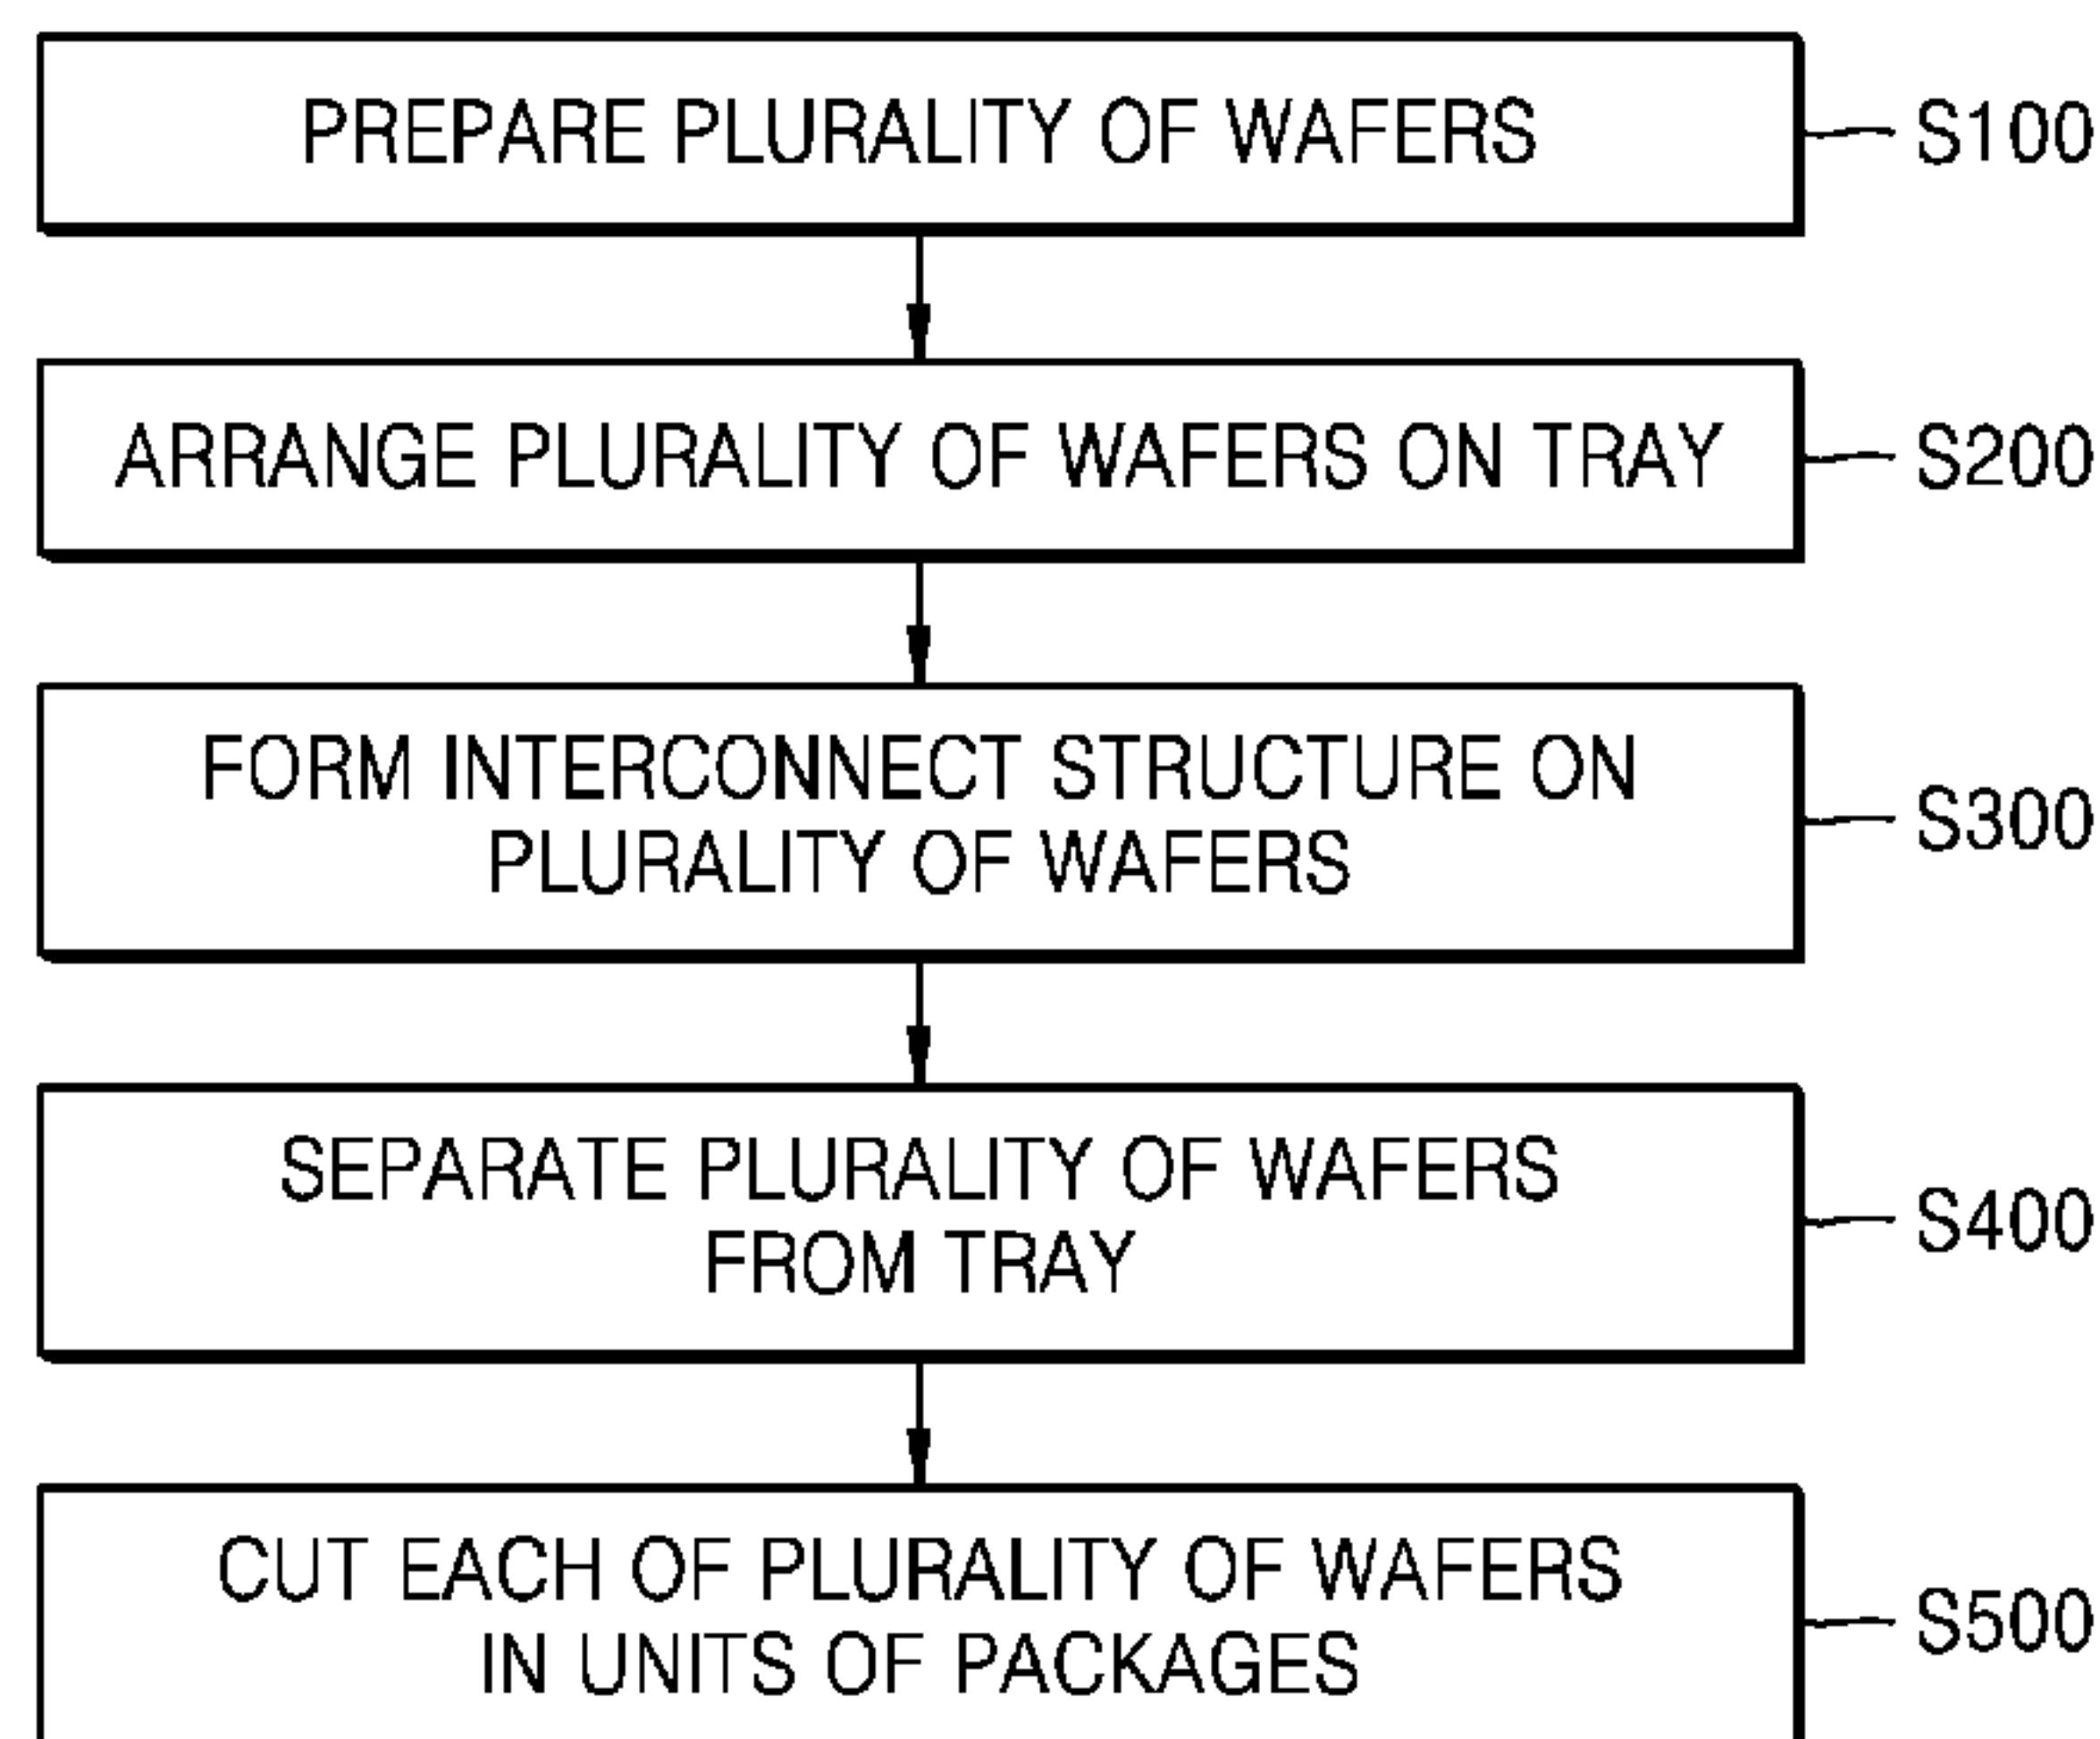 PREPARE PLURALITY OF WAFERS
S100
ARRANGE PLURALITY OF WAFERS ON TRAY
S200
FORM INTERCONNECT STRUCTURE ON
PLURALITY OF WAFERS
S300
SEPARATE PLURALITY OF WAFERS
FROM TRAY
S400
CUT EACH OF PLURALITY OF WAFERS
IN UNITS OF PACKAGES
S500